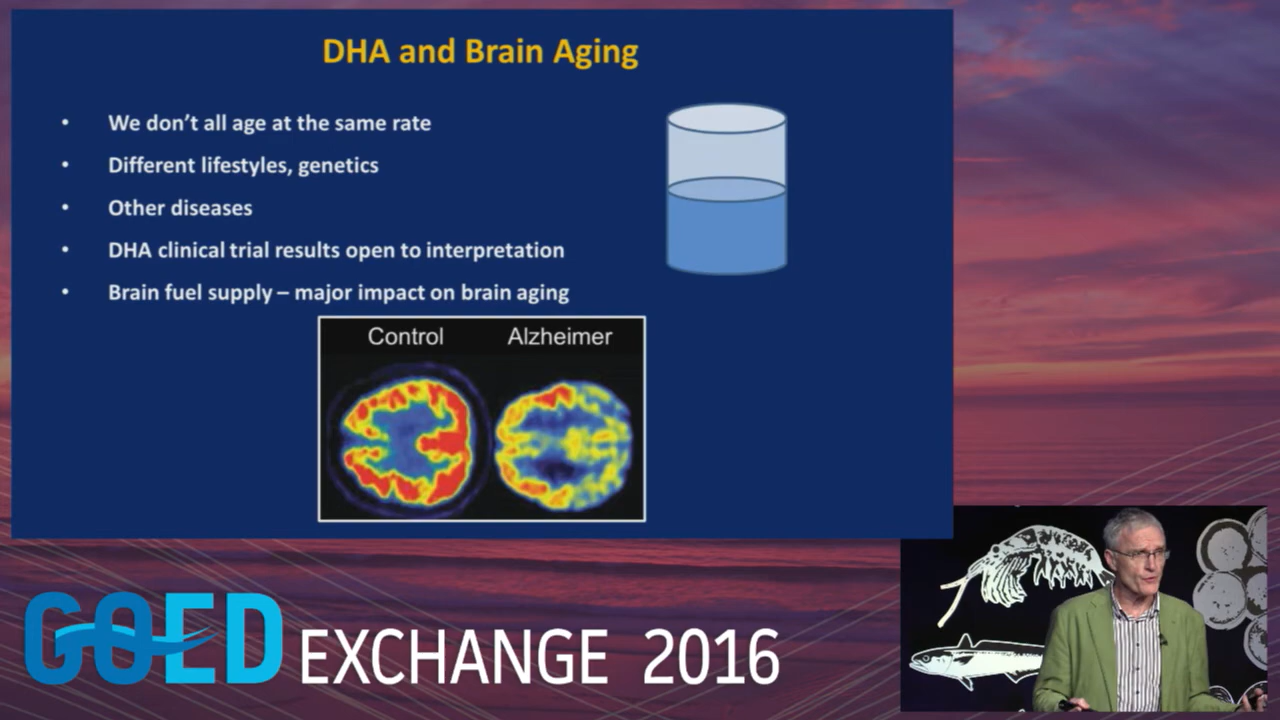 DHA and Brain Aging
• We don't all age at the same rate
• Different lifestyles, genetics
• Other diseases
• DHA clinical trial results open to interpretation
• Brain fuel supply – major impact on brain aging
Control Alzheimer
GOED EXCHANGE 2016